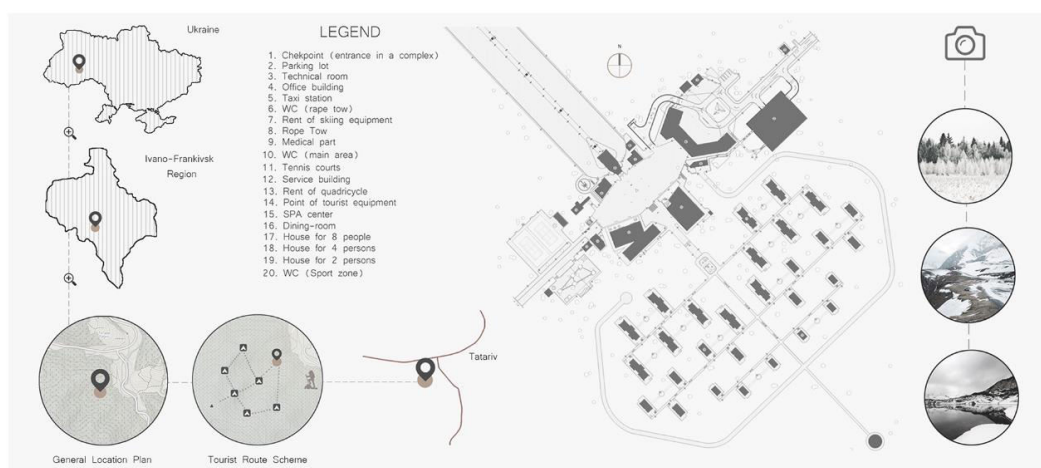 Ukraine
LEGEND
1. Chekpoint (entrance in a complex)
2. Parking lot
3. Technical room
4. Office building
5. Taxi station
6. WC (rape tow)
7. Rent of skiing equipment
8. Rope Tow
9. Medical part
10. WC (main area)
11. Tennis courts
12. Service building
13. Rent of quadricycle
14. Point of tourist equipment
15. SPA center
16. Dining-room
17. House for 8 people
18. House for 4 persons
19. House for 2 persons
20. WC (Sport zone)
Ivano-Frankivsk
Region
N
Tatariv
General Location Plan
Tourist Route Scheme